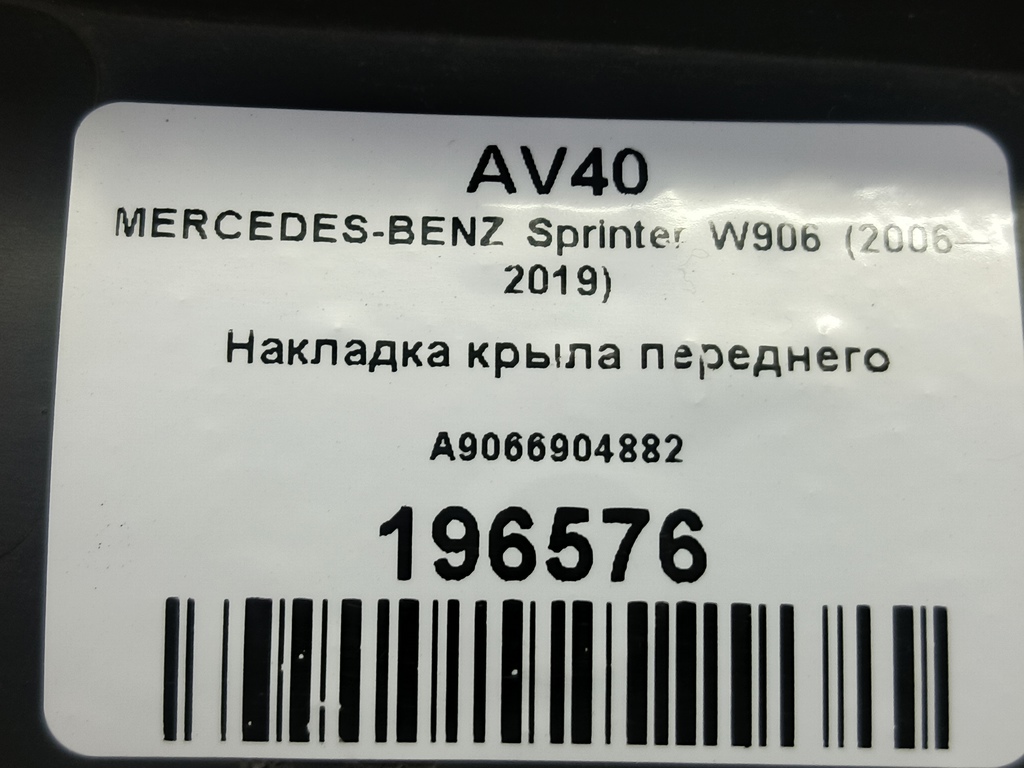 AV40
MERCEDES-BENZ Sprinter W906 (2006—
2019)
Накладка крыла переднего
A9066904882
196576